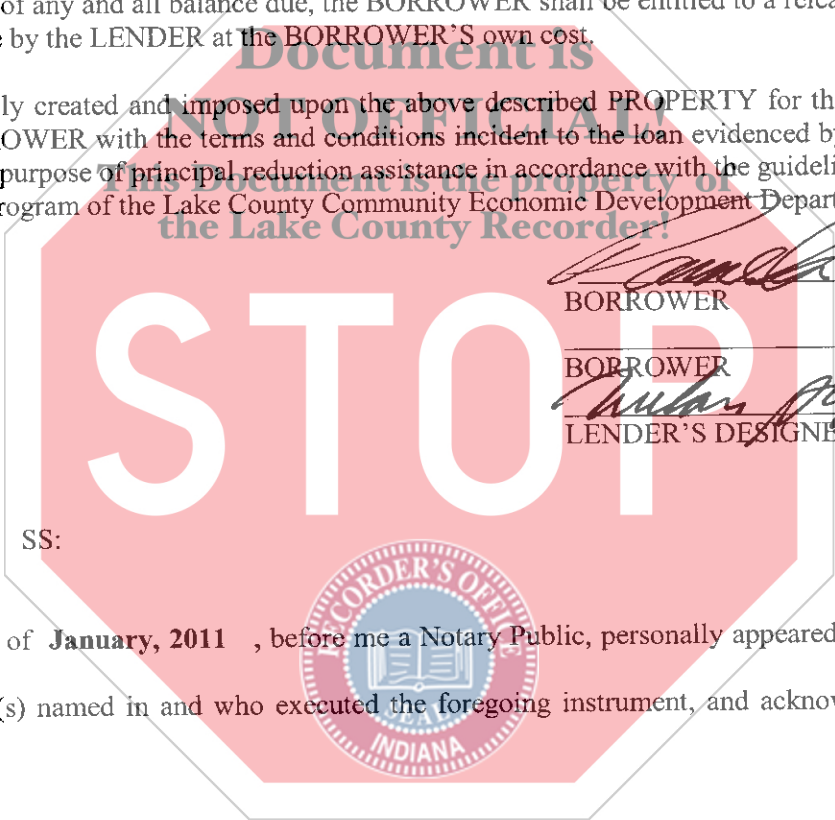 of any and all balance due, the BORROWER shall be entitled to a relea
by the LENDER at the BORROWER'S own cost.
Document is
ly created and imposed upon the above described PROPERTY for th
NOT OFFICIAL!
OWER with the terms and conditions incident to the loan evidenced by
purpose of principal reduction assistance in accordance with the guideli
This Document is the property of
rogram of the Lake County Community Economic Development Depart
the Lake County Recorder!
BORROWER
STOP
BORROWER
LENDER'S DESIGNE
SS:
RECORDER'S OFFICE
of January, 2011 , before me a Notary Public, personally appeared
(s) named in and who executed the foregoing instrument, and acknow
SEAL
INDIANA